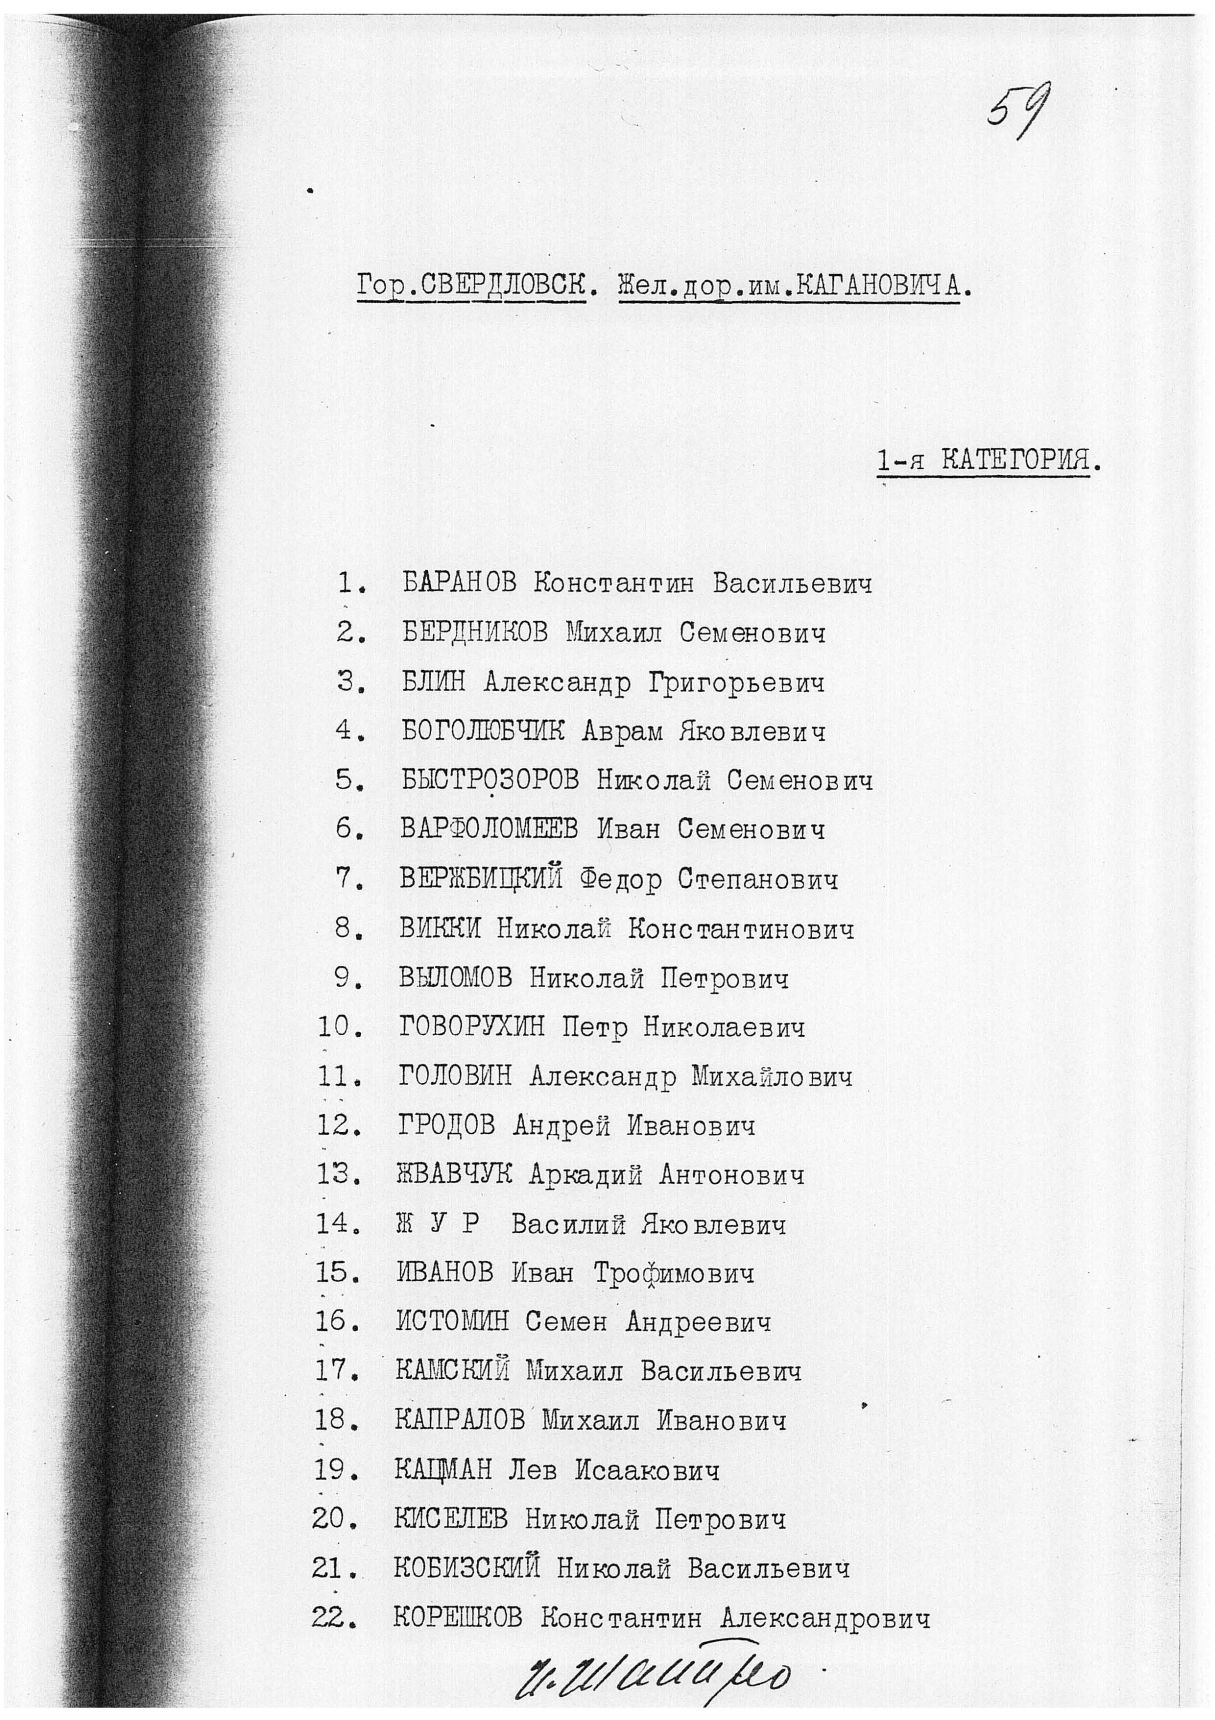 59
Гор.СВЕРДЛОВСК. Жел.дор.им.КАГАНОВИЧА.
1-я КАТЕГОРИЯ.
1. БАРАНОВ Константин Васильевич
2. БЕРДНИКОВ Михаил Семенович
3. БЛИН Александр Григорьевич
4. БОГОЛЮБЧИК Аврам Яковлевич
5. БЫСТРОЗОРОВ Николай Семенович
6. ВАРФОЛОМЕЕВ Иван Семенович
7. ВЕРЖБИЦКИЙ Федор Степанович
8. ВИККИ Николай Константинович
9. ВЫЛОМОВ Николай Петрович
10. ГОВОРУХИН Петр Николаевич
11. ГОЛОВИН Александр Михайлович
12. ГРОДОВ Андрей Иванович
13. ЖВАВЧУК Аркадий Антонович
14. Ж У Р Василий Яковлевич
15. ИВАНОВ Иван Трофимович
16. ИСТОМИН Семен Андреевич
17. КАМСКИЙ Михаил Васильевич
18. КАПРАЛОВ Михаил Иванович
19. КАЦМАН Лев Исаакович
20. КИСЕЛЕВ Николай Петрович
21. КОБИЗСКИЙ Николай Васильевич
22. КОРЕШКОВ Константин Александрович
И. Шапиро